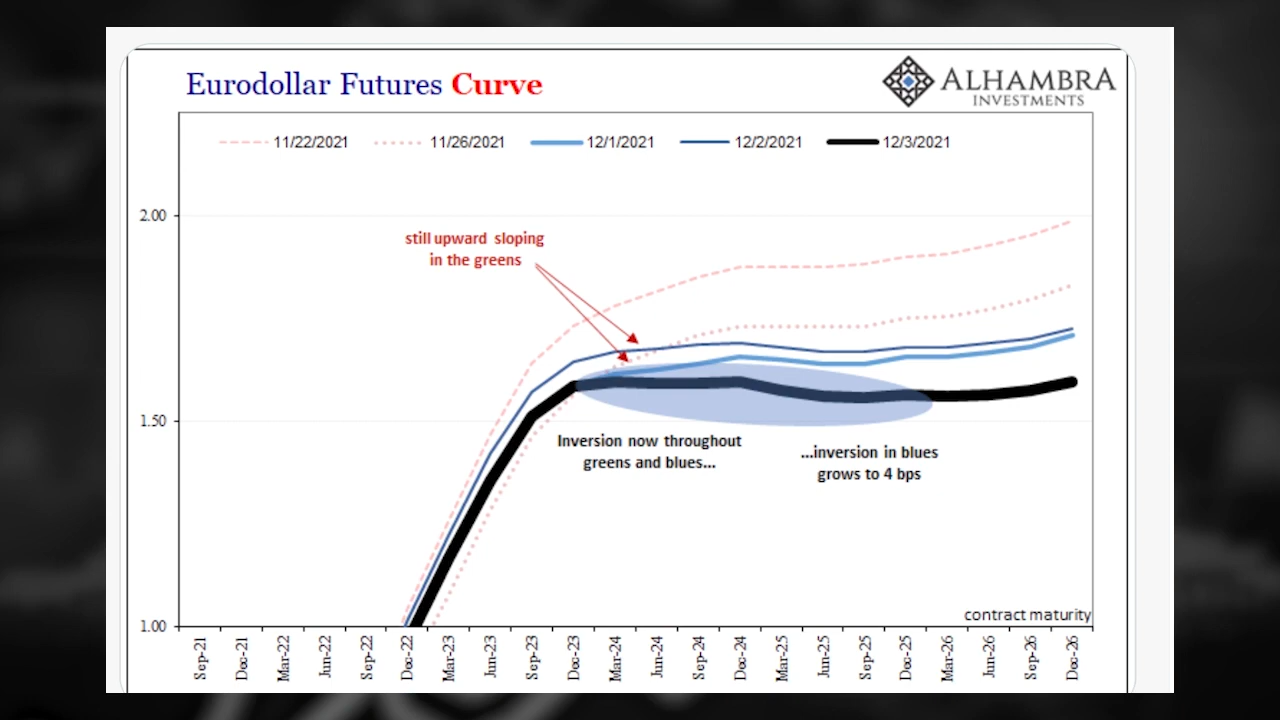 Eurodollar Futures Curve
ALHAMBRA
INVESTMENTS
11/22/2021 11/26/2021 12/1/2021 12/2/2021 12/3/2021
2.00
still upward sloping
in the greens
1.50
Inversion now throughout
greens and blues...
...inversion in blues
grows to 4 bps
contract maturity
1.00
Sep-21 Dec-21 Mar-22 Jun-22 Sep-22 Dec-22 Mar-23 Jun-23 Sep-23 Dec-23 Mar-24 Jun-24 Sep-24 Dec-24 Mar-25 Jun-25 Sep-25 Dec-25 Mar-26 Jun-26 Sep-26 Dec-26